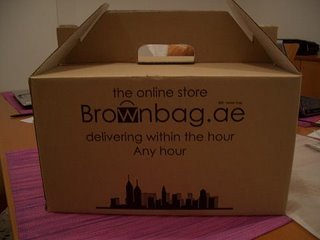 the online store
Brownbag.ae
delivering within the hour
Any hour